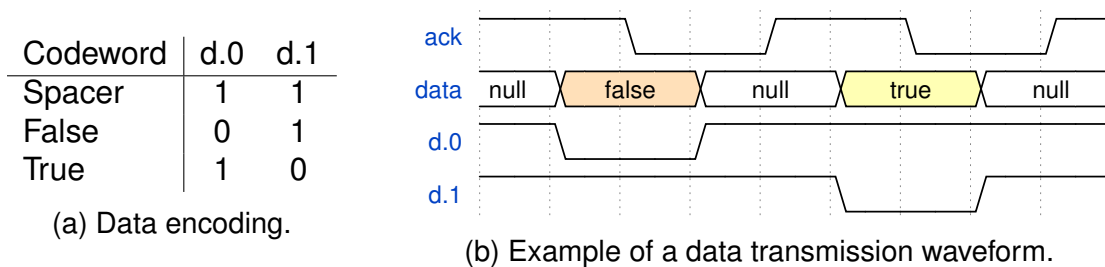 Codeword d.0 d.1
Spacer 1 1
False 0 1
True 1 0
(a) Data encoding.
ack
data null false null true null
d.0
d.1
(b) Example of a data transmission waveform.